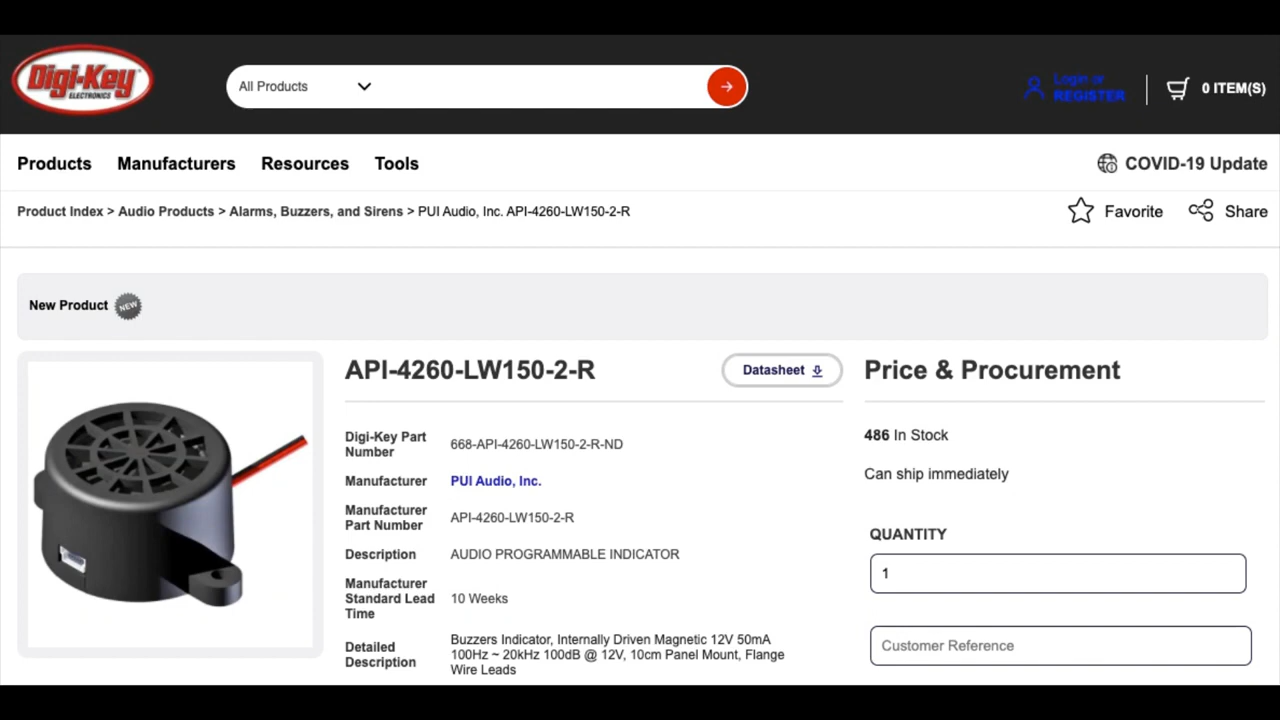 Digi-Key
ELECTRONICS
All Products
Login or
REGISTER
0 ITEM(S)
Products Manufacturers Resources Tools
COVID-19 Update
Product Index > Audio Products > Alarms, Buzzers, and Sirens > PUI Audio, Inc. API-4260-LW150-2-R
Favorite
Share
New Product NEW
API-4260-LW150-2-R
Datasheet
Digi-Key Part
Number
668-API-4260-LW150-2-R-ND
Manufacturer
PUI Audio, Inc.
Manufacturer
Part Number
API-4260-LW150-2-R
Description
AUDIO PROGRAMMABLE INDICATOR
Manufacturer
Standard Lead
Time
10 Weeks
Detailed
Description
Buzzers Indicator, Internally Driven Magnetic 12V 50mA
100Hz ~ 20kHz 100dB @ 12V, 10cm Panel Mount, Flange
Wire Leads
Price & Procurement
486 In Stock
Can ship immediately
QUANTITY
1
Customer Reference